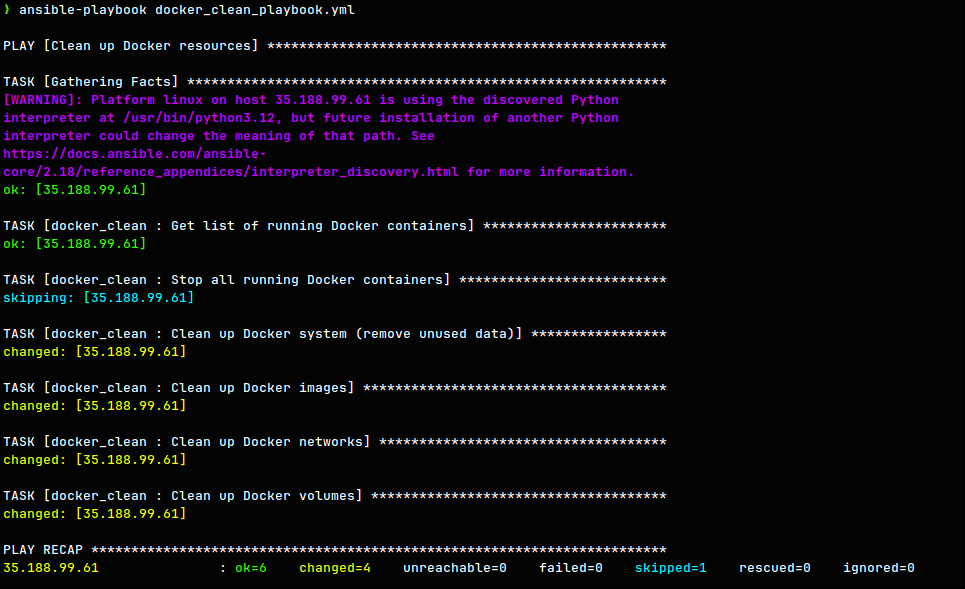 ❯ ansible-playbook docker_clean_playbook.yml
PLAY [Clean up Docker resources] **************************************************
TASK [Gathering Facts] ************************************************************
[WARNING]: Platform linux on host 35.188.99.61 is using the discovered Python
interpreter at /usr/bin/python3.12, but future installation of another Python
interpreter could change the meaning of that path. See
https://docs.ansible.com/ansible-
core/2.18/reference_appendices/interpreter_discovery.html for more information.
ok: [35.188.99.61]
TASK [docker_clean : Get list of running Docker containers] ***********************
ok: [35.188.99.61]
TASK [docker_clean : Stop all running Docker containers] **************************
skipping: [35.188.99.61]
TASK [docker_clean : Clean up Docker system (remove unused data)] *****************
changed: [35.188.99.61]
TASK [docker_clean : Clean up Docker images] **************************************
changed: [35.188.99.61]
TASK [docker_clean : Clean up Docker networks] ************************************
changed: [35.188.99.61]
TASK [docker_clean : Clean up Docker volumes] *************************************
changed: [35.188.99.61]
PLAY RECAP ************************************************************************
35.188.99.61               : ok=6    changed=4    unreachable=0    failed=0    skipped=1    rescued=0    ignored=0